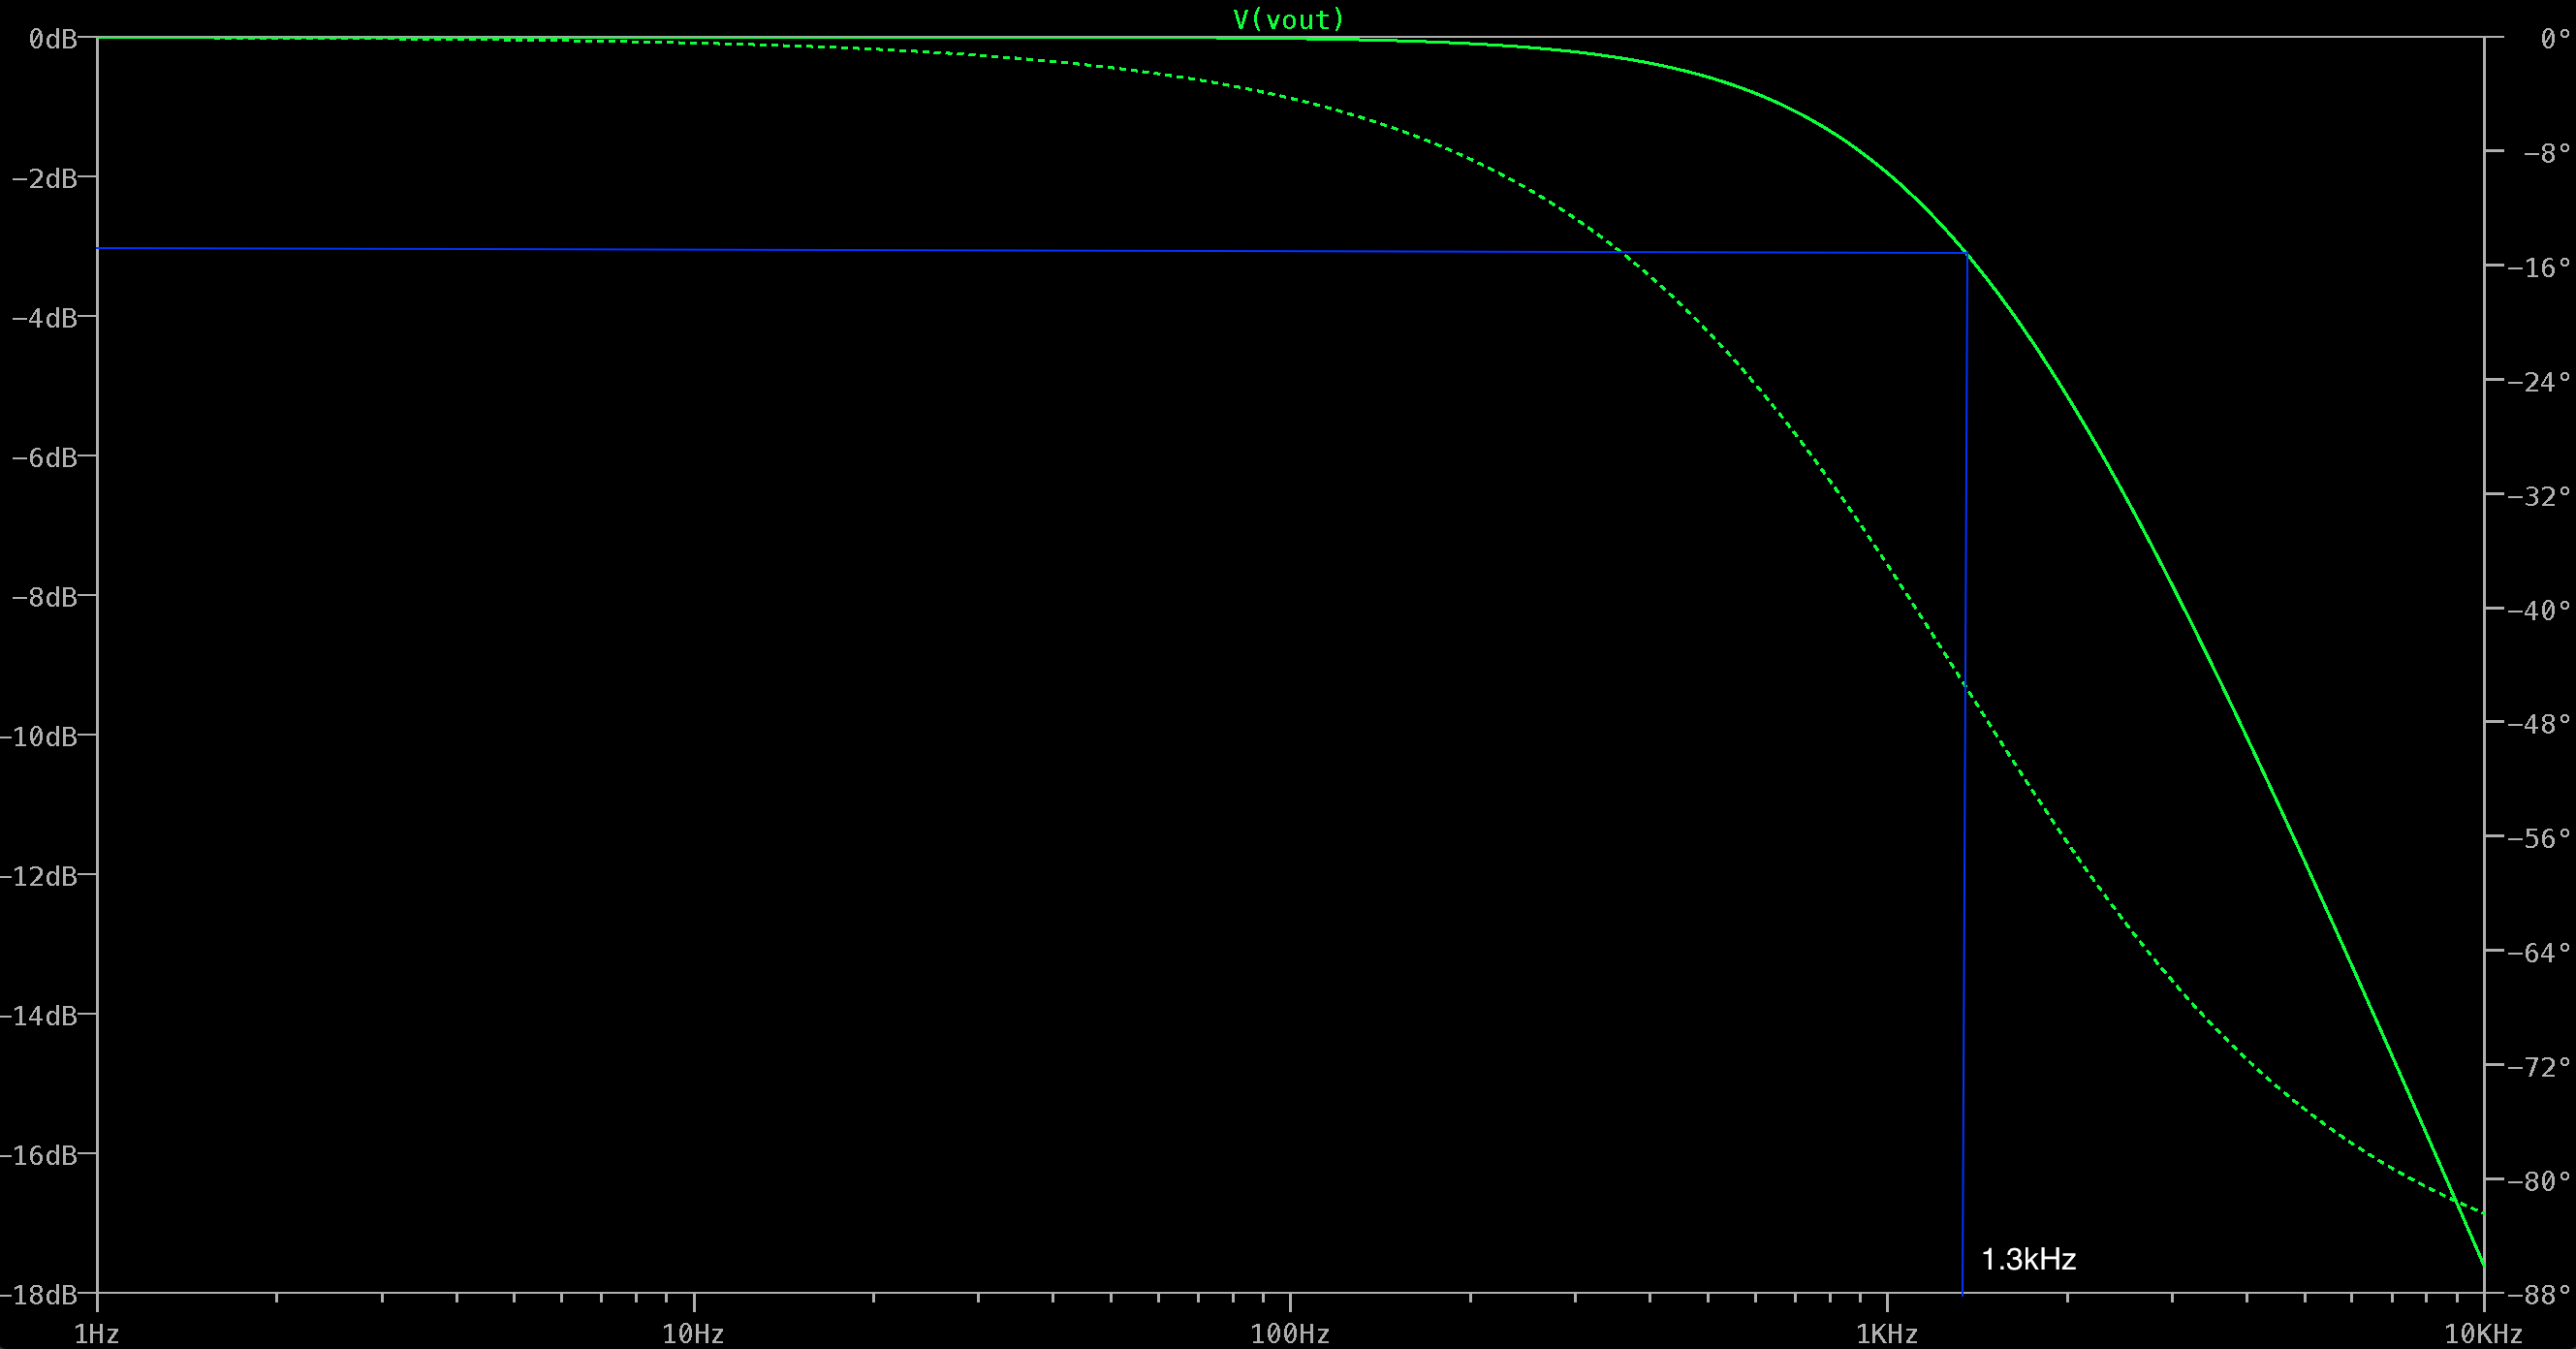 V(vout)
0dB
-2dB
-4dB
-6dB
-8dB
-10dB
-12dB
-14dB
-16dB
-18dB
0°
-8°
-16°
-24°
-32°
-40°
-48°
-56°
-64°
-72°
-80°
-88°
1.3kHz
1Hz 10Hz 100Hz 1KHz 10KHz